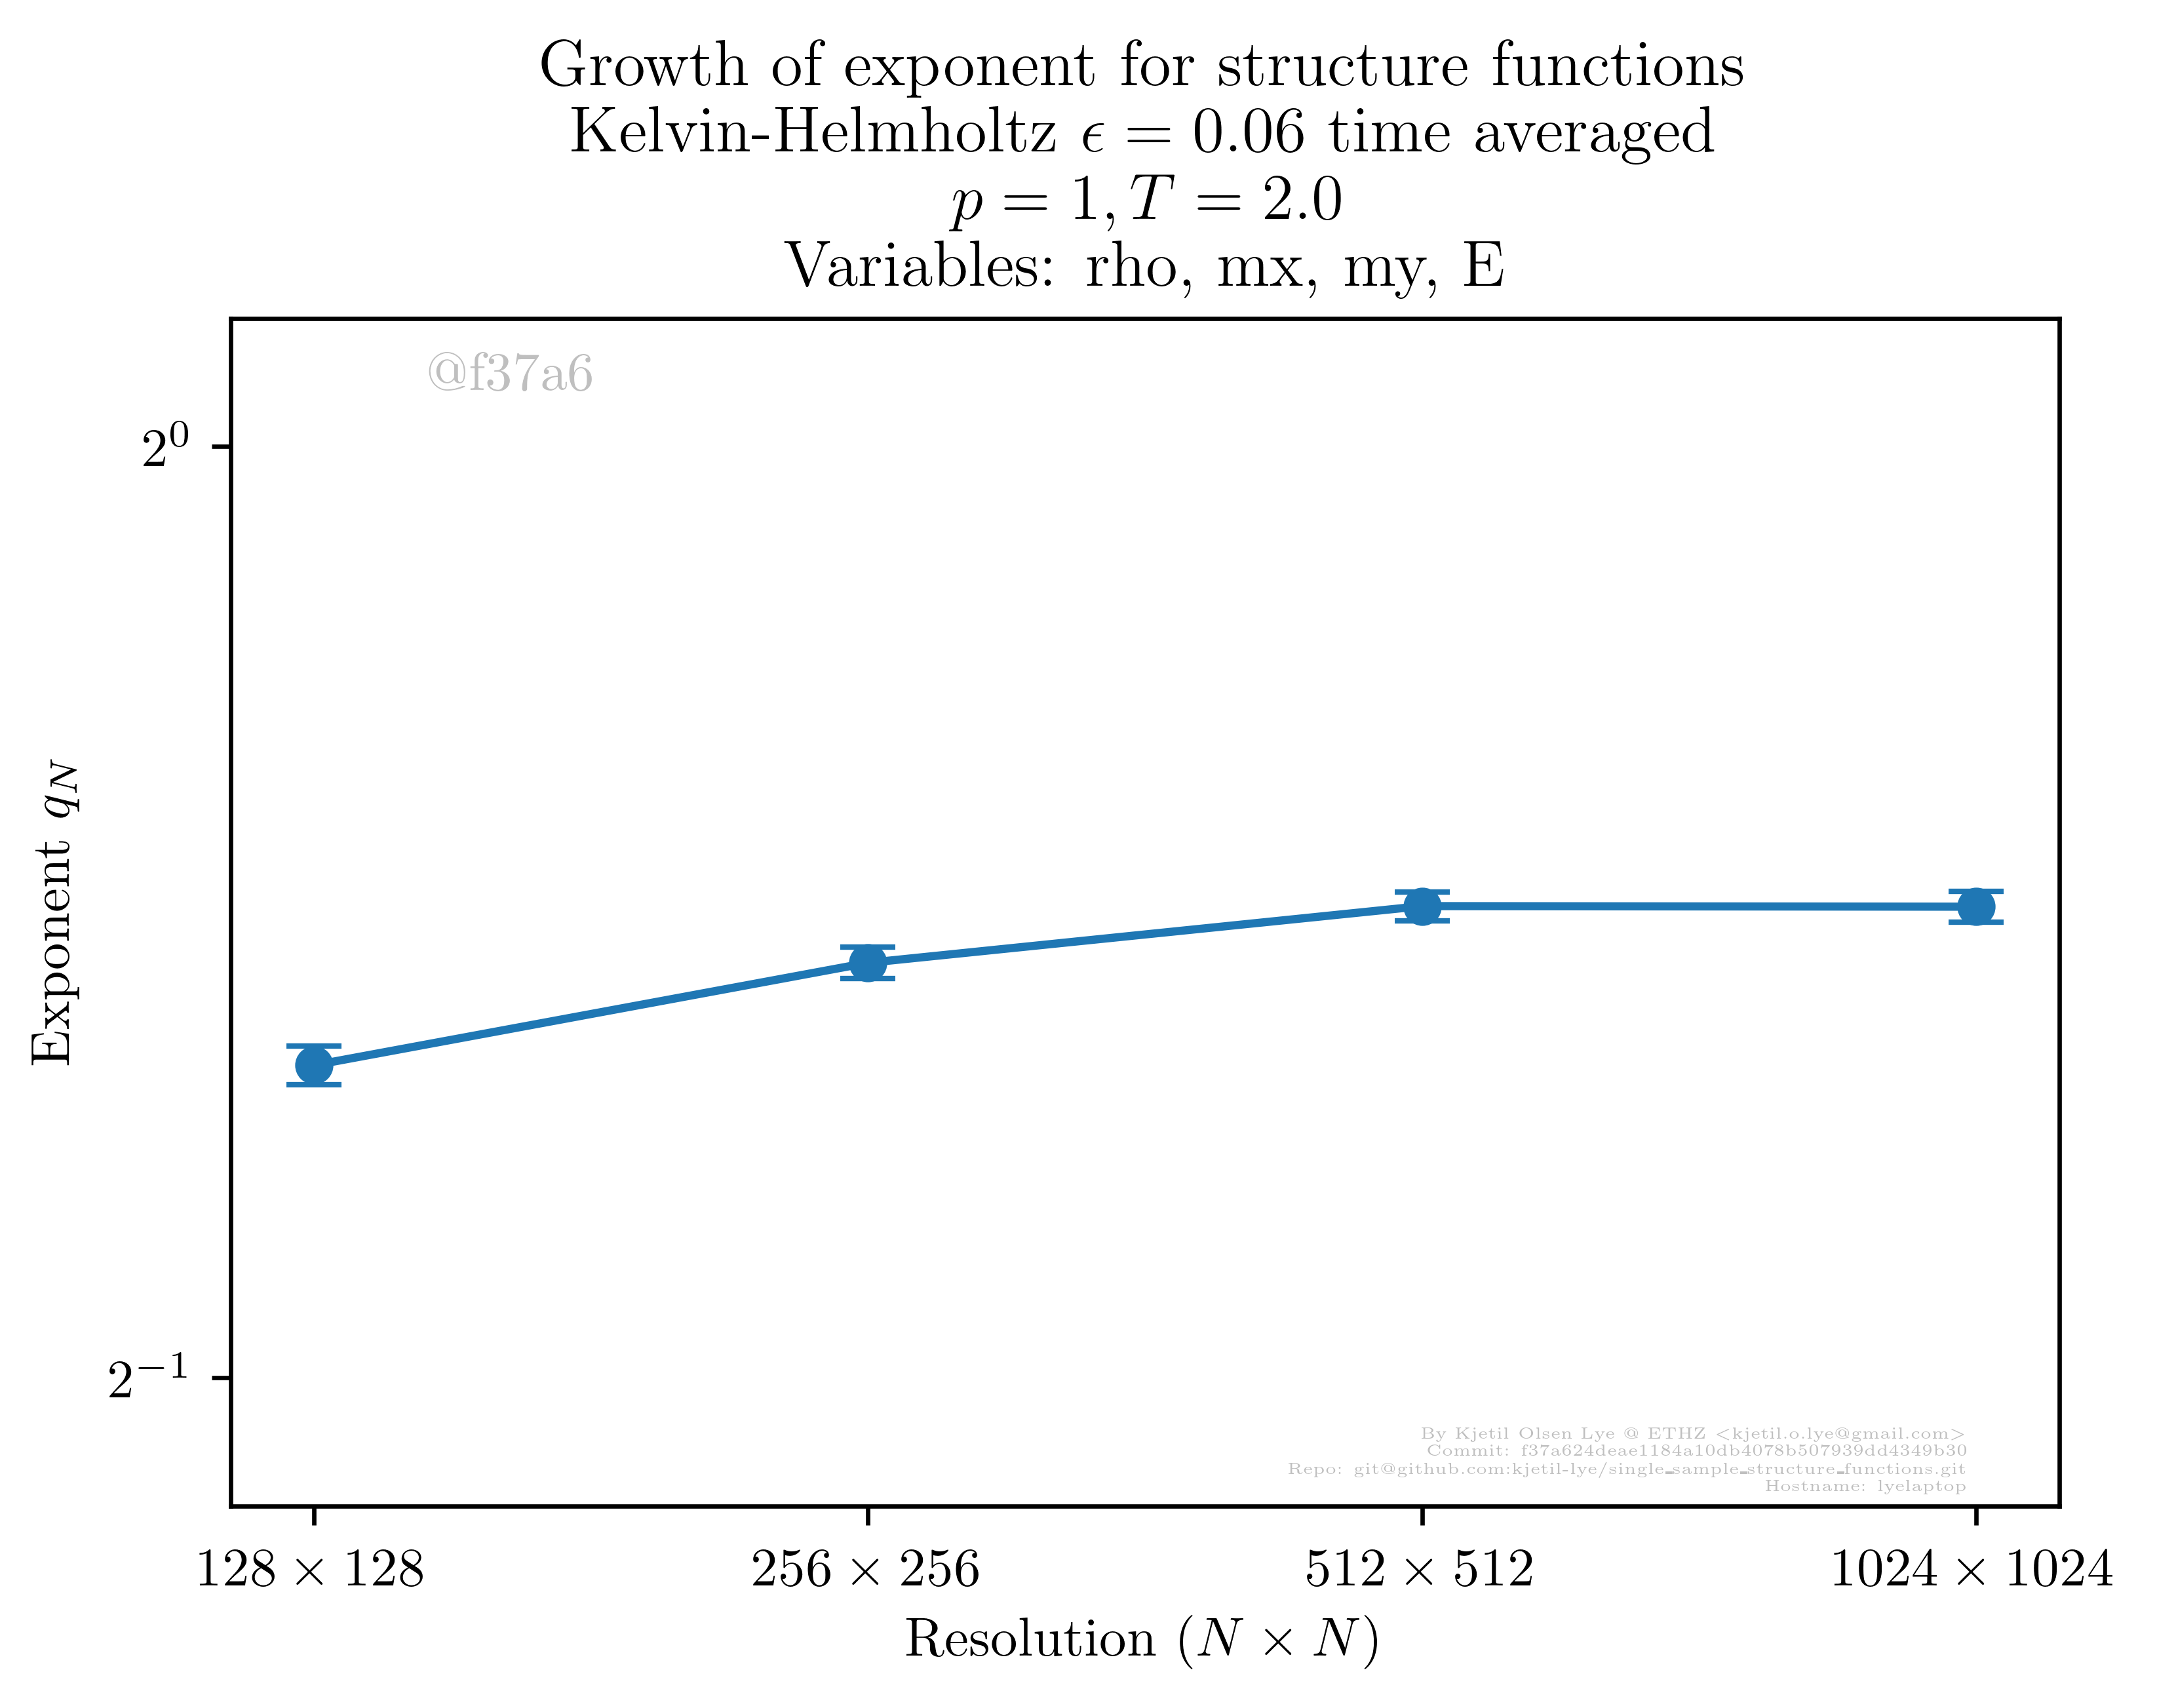 Growth of exponent for structure functions
Kelvin-Helmholtz ϵ = 0.06 time averaged
p = 1, T = 2.0
Variables: rho, mx, my, E
@f37a6
2⁰
Exponent q_N
2⁻¹
By Kjetil Olsen Lye @ ETHZ <kjetil.o.lye@gmail.com>
Commit: f37a624deae1184a10db4078b507939dd4349b30
Repo: git@github.com:kjetil-lye/single_sample_structure_functions.git
Hostname: lyelaptop
128 × 128
256 × 256
512 × 512
1024 × 1024
Resolution (N × N)